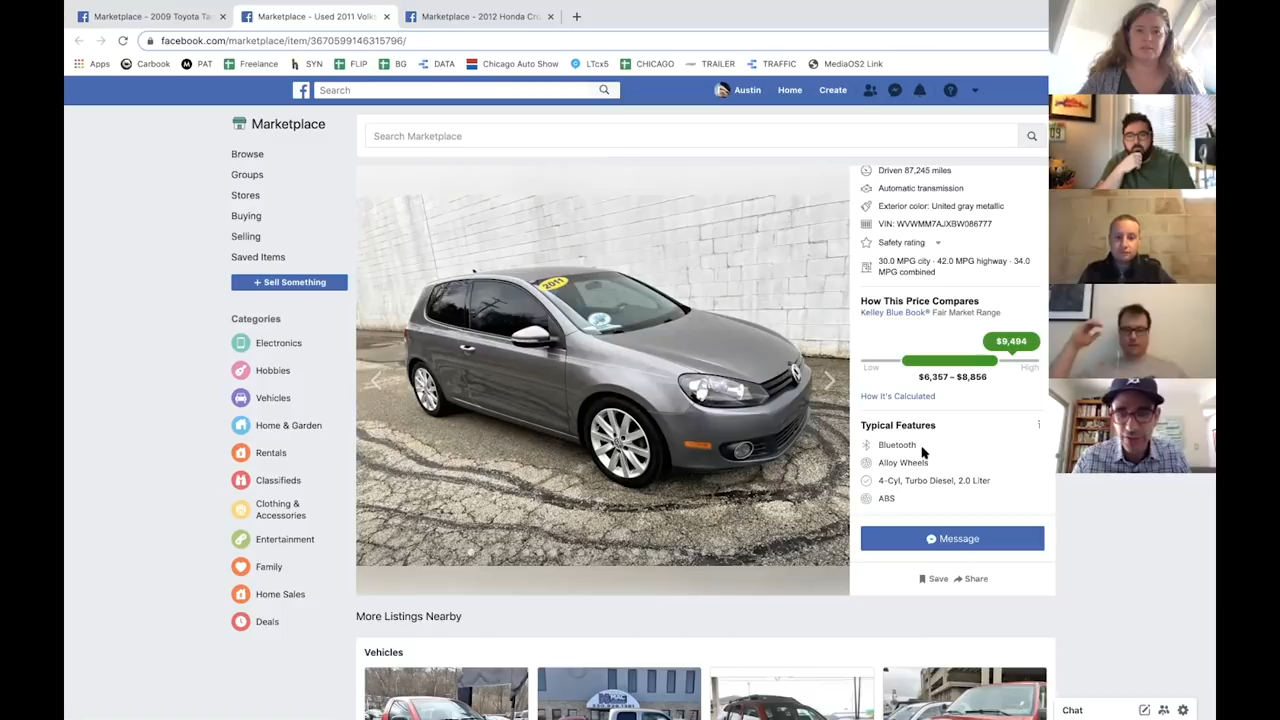 Marketplace - 2009 Toyota Ta
Marketplace - Used 2011 Volks
Marketplace - 2012 Honda Cro
facebook.com/marketplace/item/3670599146315796/
Apps
Carbook
PAT
Freelance
SYN
FLIP
BG
DATA
Chicago Auto Show
LTcx5
CHICAGO
TRAILER
TRAFFIC
MediaOS2 Link
Search
Austin
Home
Create
Marketplace
Search Marketplace
Browse
Groups
Stores
Buying
Selling
Saved Items
+ Sell Something
Categories
Electronics
Hobbies
Vehicles
Home & Garden
Rentals
Classifieds
Clothing &
Accessories
Entertainment
Family
Home Sales
Deals
2011
Driven 87,245 miles
Automatic transmission
Exterior color: United gray metallic
VIN: WVWMM7AJXBW086777
Safety rating
30.0 MPG city · 42.0 MPG highway · 34.0
MPG combined
How This Price Compares
Kelley Blue Book® Fair Market Range
$9,494
Low
High
$6,357 – $8,856
How It's Calculated
Typical Features
Bluetooth
Alloy Wheels
4-Cyl, Turbo Diesel, 2.0 Liter
ABS
Message
Save
Share
More Listings Nearby
Vehicles
Chat